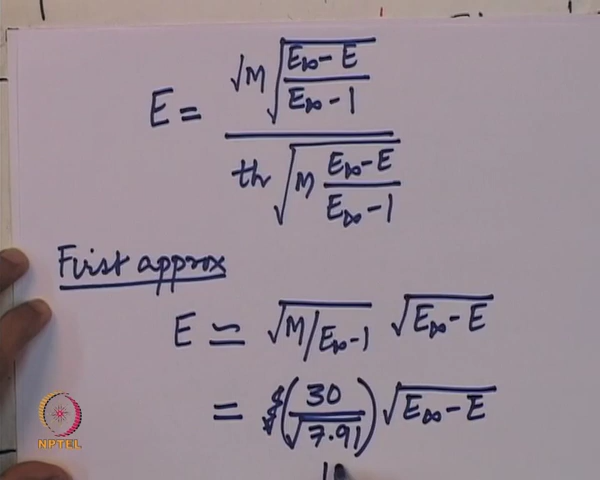 E = √M √((E∞ - E)/(E∞ - 1)) / th √(M (E∞ - E)/(E∞ - 1))
First approx
E ≃ √(M/E∞ - 1) √(E∞ - E)
= (30/√7.91) √(E∞ - E)
NPTEL